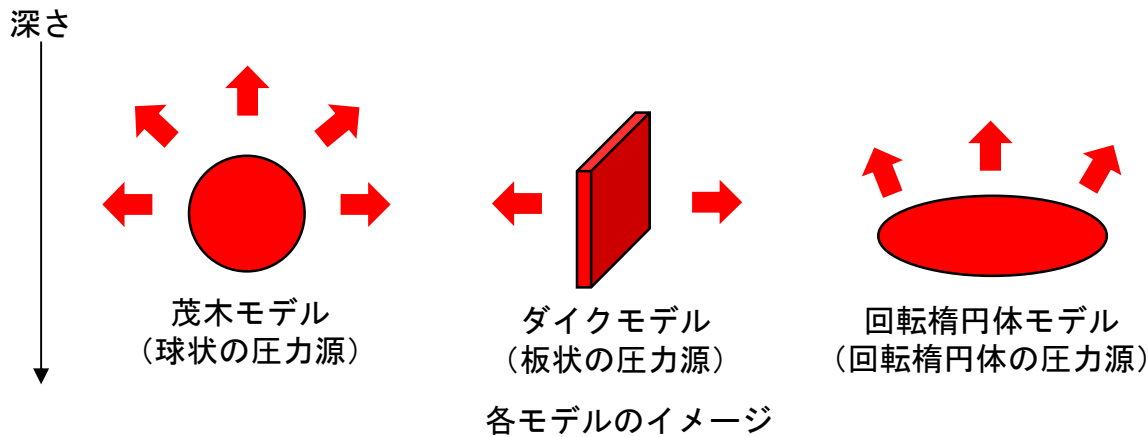 深さ
茂木モデル
（球状の圧力源）
ダイクモデル
（板状の圧力源）
回転楕円体モデル
（回転楕円体の圧力源）
各モデルのイメージ